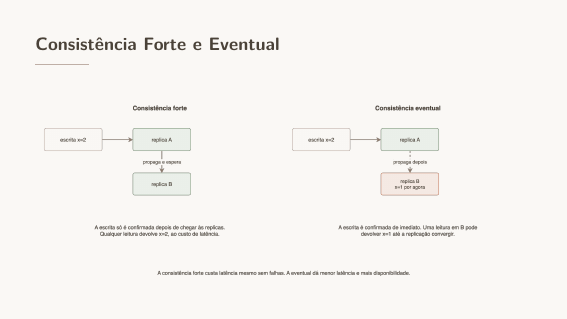 Consistência Forte e Eventual
Consistência forte
escrita x=2
replica A
propaga e espera
replica B
A escrita só é confirmada depois de chegar às replicas.
Qualquer leitura devolve x=2, ao custo de latência.
Consistência eventual
escrita x=2
replica A
propaga depois
replica B
x=1 por agora
A escrita é confirmada de imediato. Uma leitura em B pode
devolver x=1 até a replicação convergir.
A consistência forte custa latência mesmo sem falhas. A eventual dá menor latência e mais disponibilidade.